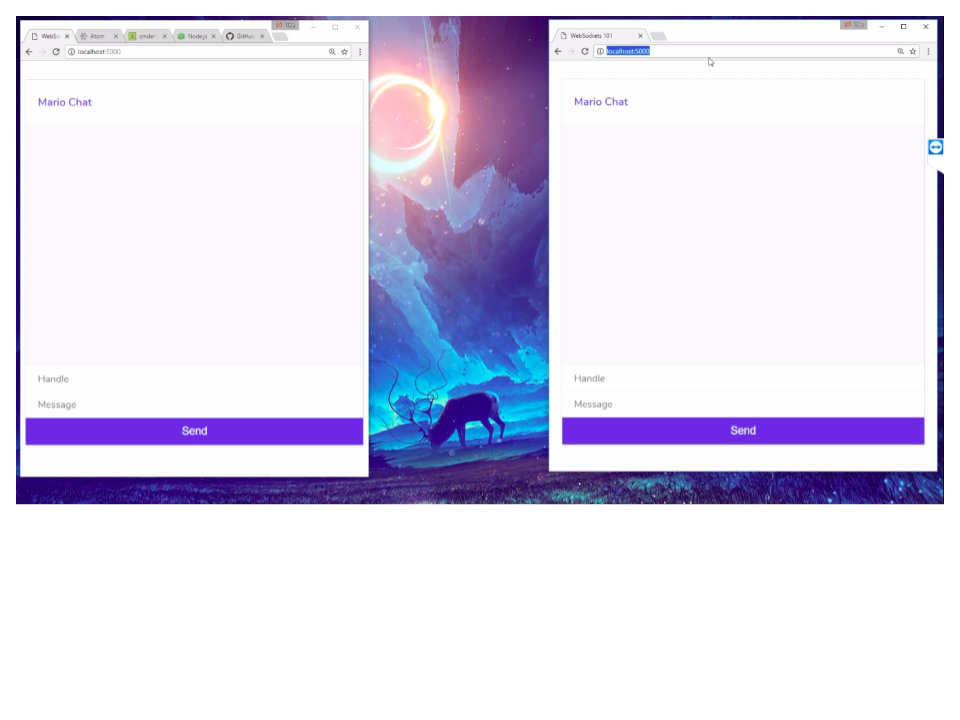 WebSo
Atom
cmder
Node.js
GitHub
localhost:5000
Mario Chat
Handle
Message
Send
WebSockets 101
localhost:5000
Mario Chat
Handle
Message
Send